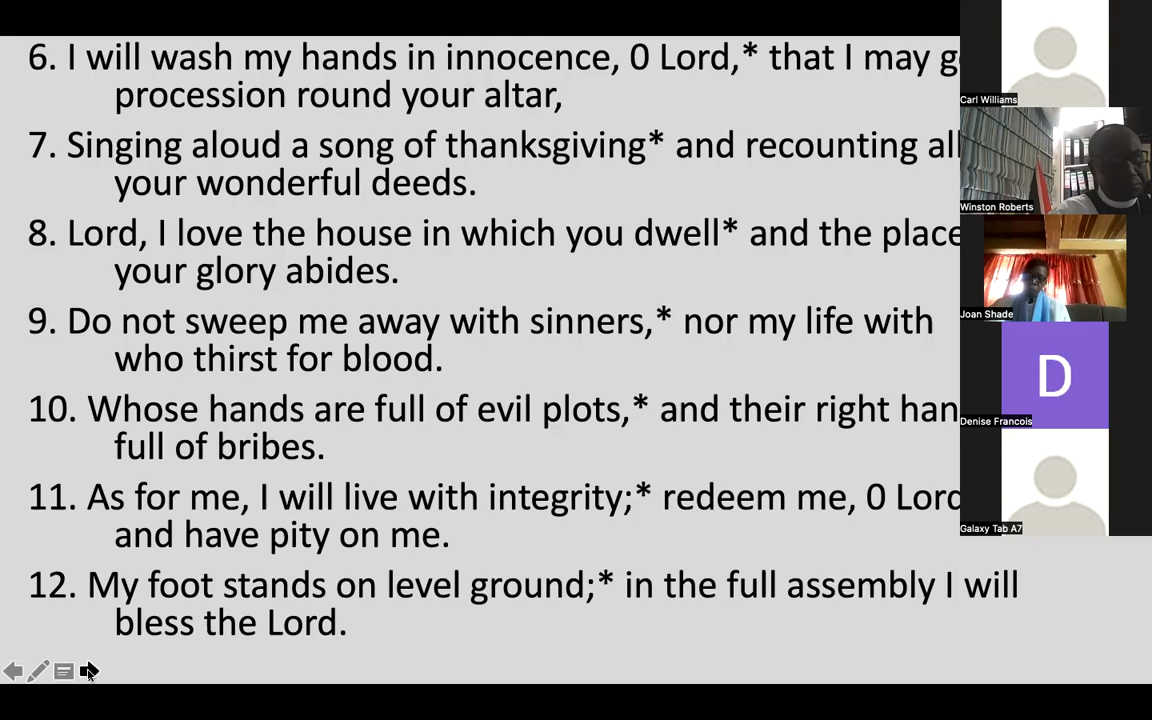 6. I will wash my hands in innocence, 0 Lord,* that I may
procession round your altar,
7. Singing aloud a song of thanksgiving* and recounting all
your wonderful deeds.
8. Lord, I love the house in which you dwell* and the place
your glory abides.
9. Do not sweep me away with sinners,* nor my life with
who thirst for blood.
10. Whose hands are full of evil plots,* and their right
full of bribes.
11. As for me, I will live with integrity;* redeem me, 0 Lord
and have pity on me.
12. My foot stands on level ground;* in the full assembly I will
bless the Lord.
Carl Williams
Winston Roberts
Joan Shade
D
Denise Francois
Galaxy Tab A7